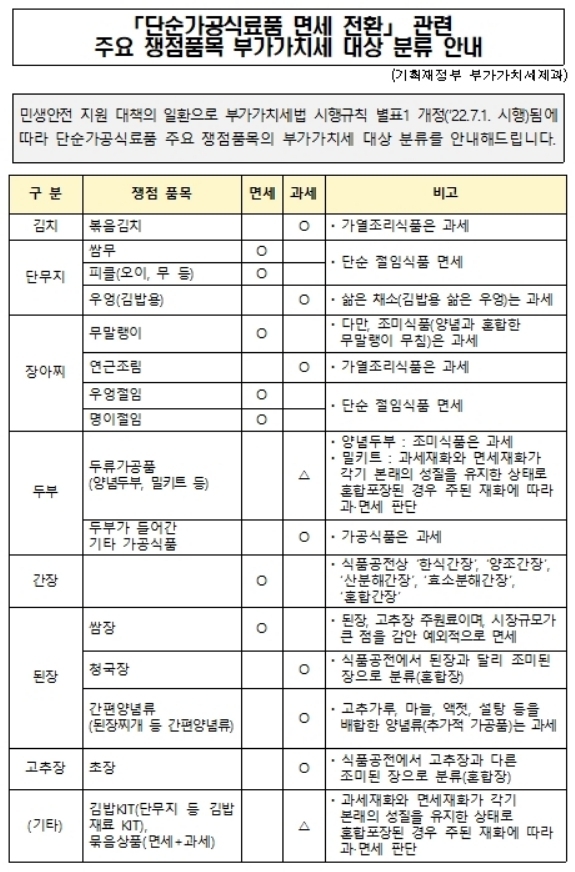 「단순가공식료품 면세 전환」 관련
주요 쟁점품목 부가가치세 대상 분류 안내
(기획재정부 부가가치세제과)
민생안전 지원 대책의 일환으로 부가가치세법 시행규칙 별표1 개정('22.7.1. 시행)됨에
따라 단순가공식료품 주요 쟁점품목의 부가가치세 대상 분류를 안내해드립니다.
구 분 쟁점 품목 면세 과세 비고
김치 볶음김치 O · 가열조리식품은 과세
단무지
쌈무 O
· 단순 절임식품 면세
피클(오이, 무 등) O
우엉(김밥용) O · 삶은 채소(김밥용 삶은 우엉)는 과세
장아찌
무말랭이 O
· 다만, 조미식품(양념과 혼합한
무말랭이 무침)은 과세
연근조림 O · 가열조리식품은 과세
우엉절임 O
· 단순 절임식품 면세
명이절임 O
두부
두류가공품
(양념두부, 밀키트 등)
△
· 양념두부 : 조미식품은 과세
· 밀키트 : 과세재화와 면세재화가
각기 본래의 성질을 유지한 상태로
혼합포장된 경우 주된 재화에 따라
과·면세 판단
두부가 들어간
기타 가공식품
O · 가공식품은 과세
간장 O
· 식품공전상 '한식간장', '양조간장',
'산분해간장', '효소분해간장',
'혼합간장'
된장
쌈장 O
· 된장, 고추장 주원료이며, 시장규모가
큰 점을 감안 예외적으로 면세
청국장 O
· 식품공전에서 된장과 달리 조미된
장으로 분류(혼합장)
간편양념류
(된장찌개 등 간편양념류)
O
· 고추가루, 마늘, 액젓, 설탕 등을
배합한 양념류(추가적 가공품)는 과세
고추장 초장 O
· 식품공전에서 고추장과 다른
조미된 장으로 분류(혼합장)
(기타)
김밥KIT(단무지 등 김밥
재료 KIT),
묶음상품(면세+과세)
△
· 과세재화와 면세재화가 각기
본래의 성질을 유지한 상태로
혼합포장된 경우 주된 재화에 따라
과·면세 판단